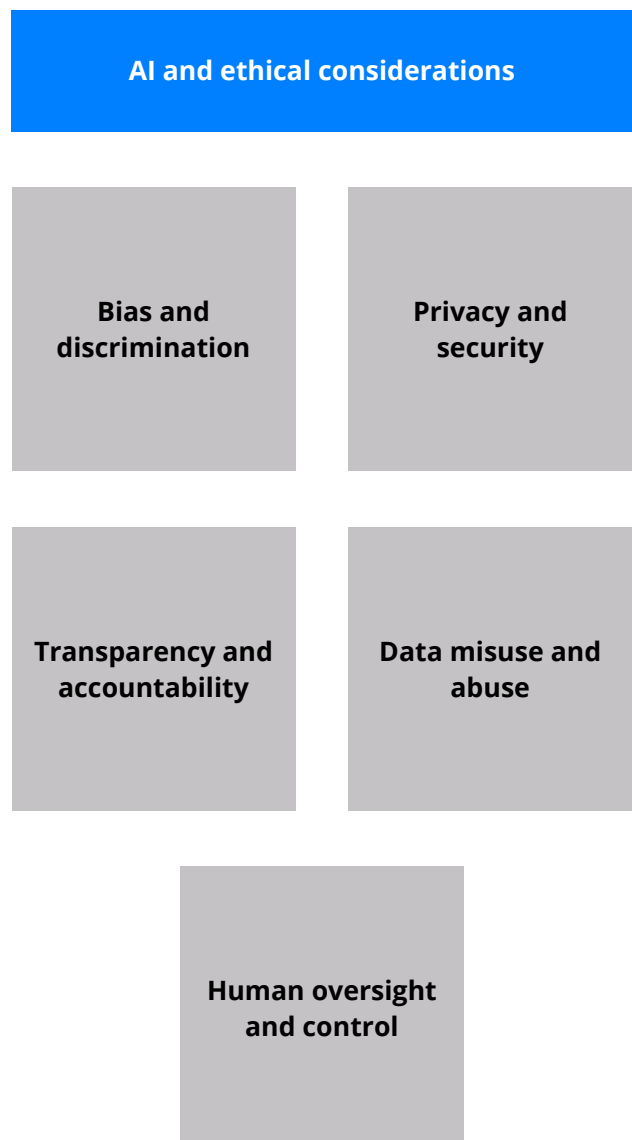 AI and ethical considerations
Bias and
discrimination
Privacy and
security
Transparency and
accountability
Data misuse and
abuse
Human oversight
and control